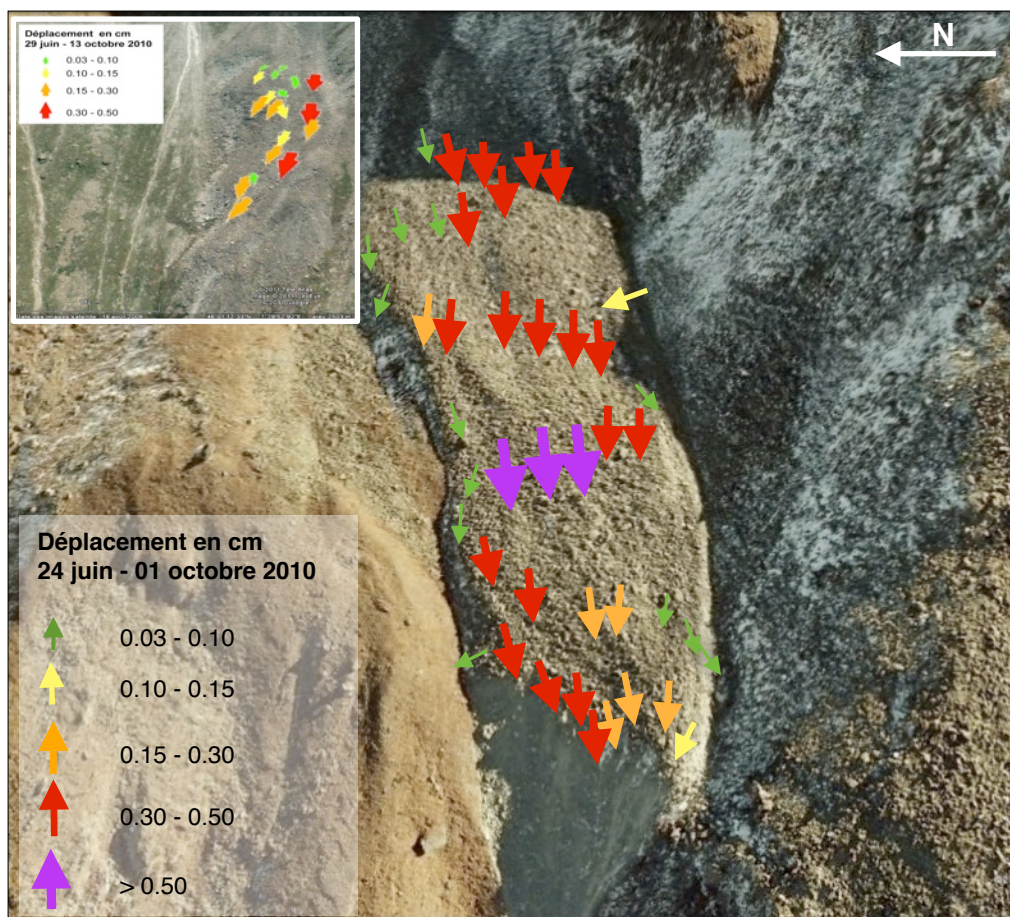 Déplacement en cm
29 juin - 13 octobre 2010
0.03 - 0.10
0.10 - 0.15
0.15 - 0.30
0.30 - 0.50
N
Déplacement en cm
24 juin - 01 octobre 2010
0.03 - 0.10
0.10 - 0.15
0.15 - 0.30
0.30 - 0.50
> 0.50